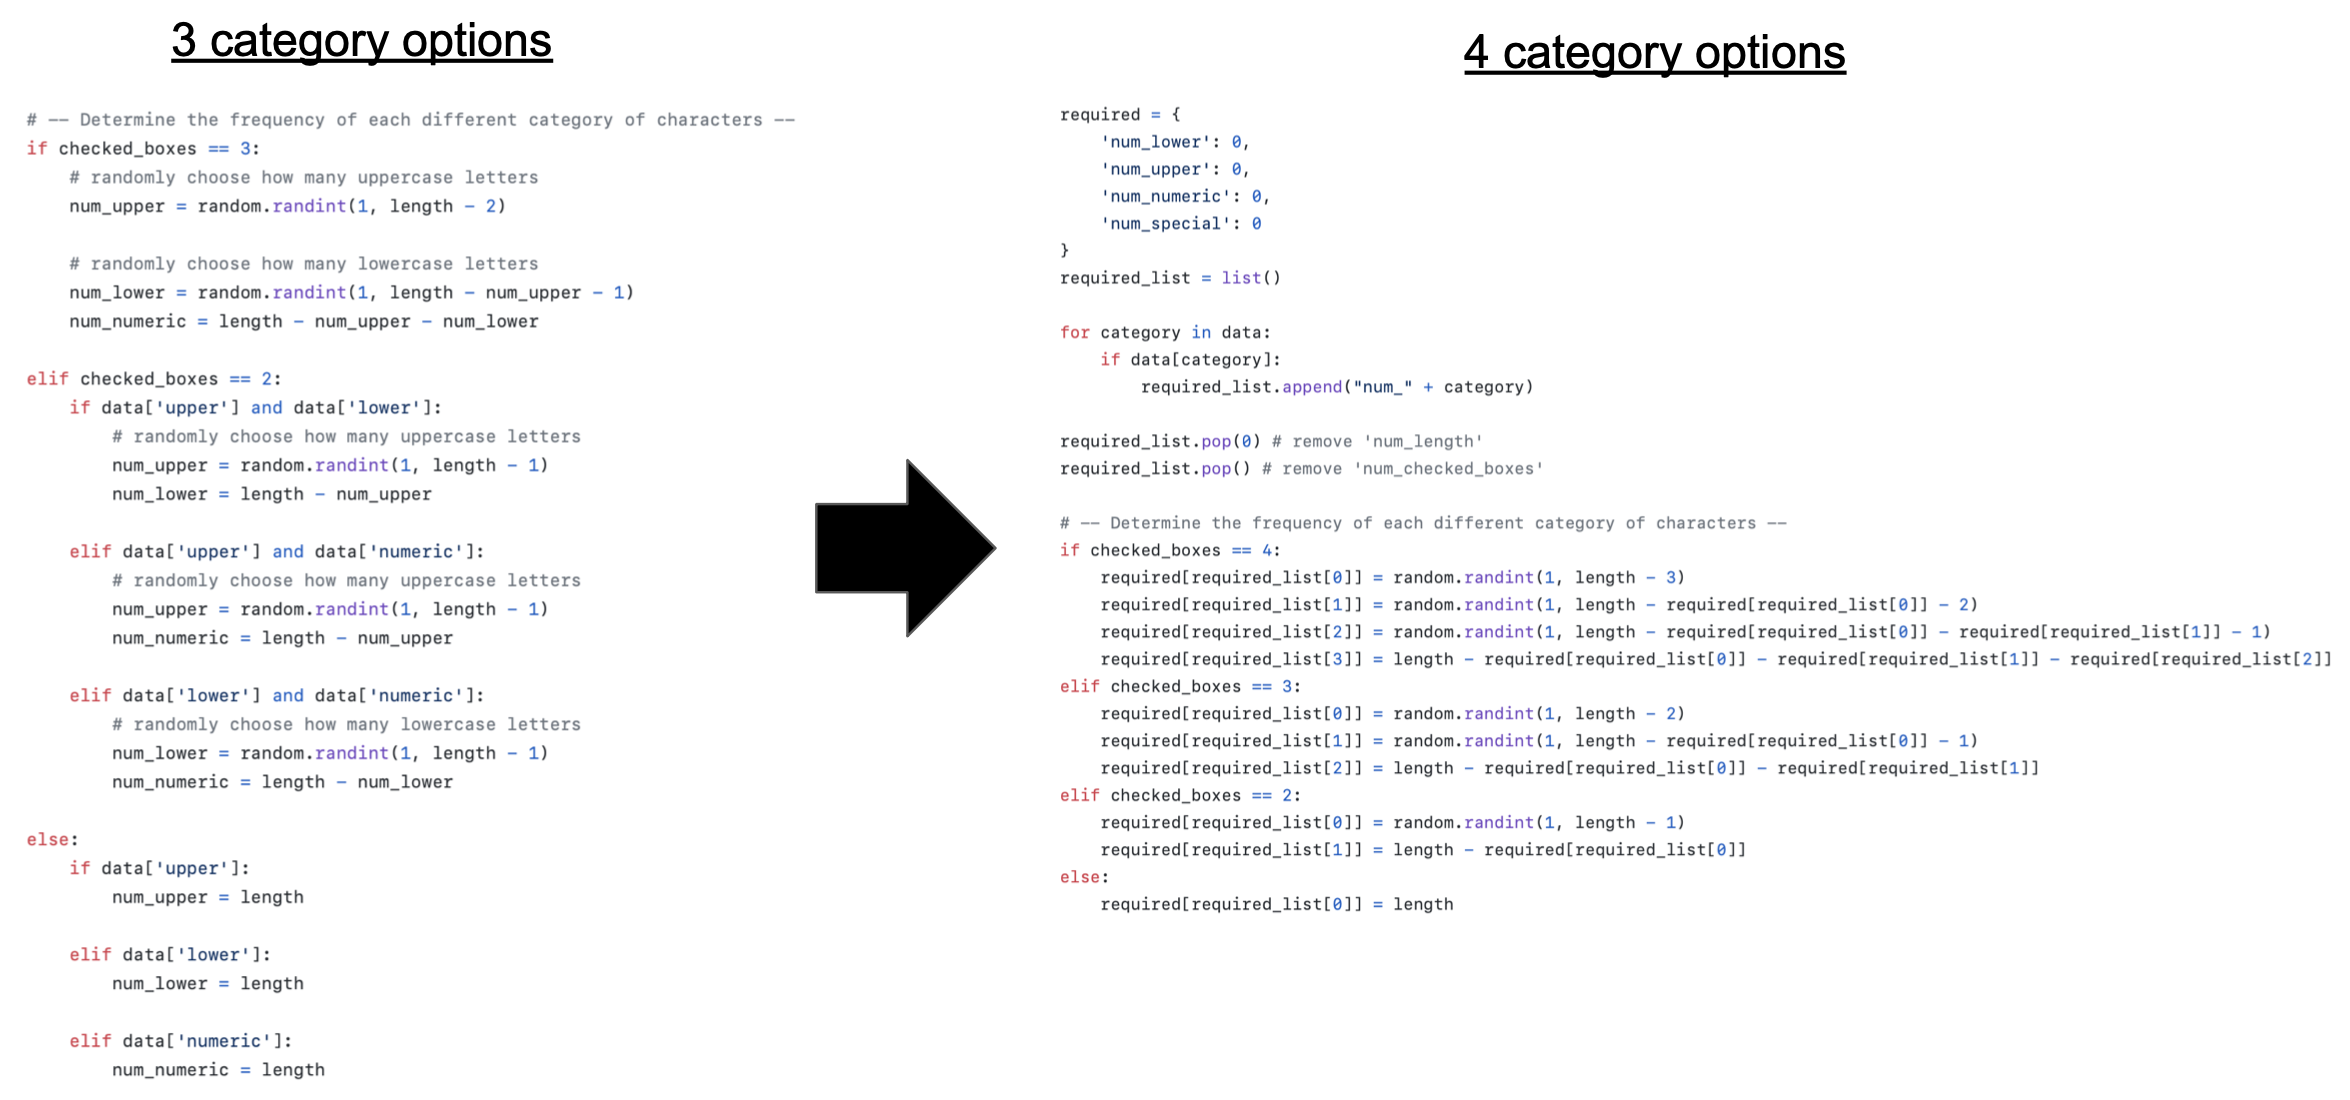 3 category options
# –– Determine the frequency of each different category of characters ––
if checked_boxes == 3:
    # randomly choose how many uppercase letters
    num_upper = random.randint(1, length - 2)

    # randomly choose how many lowercase letters
    num_lower = random.randint(1, length - num_upper - 1)
    num_numeric = length - num_upper - num_lower

elif checked_boxes == 2:
    if data['upper'] and data['lower']:
        # randomly choose how many uppercase letters
        num_upper = random.randint(1, length - 1)
        num_lower = length - num_upper

    elif data['upper'] and data['numeric']:
        # randomly choose how many uppercase letters
        num_upper = random.randint(1, length - 1)
        num_numeric = length - num_upper

    elif data['lower'] and data['numeric']:
        # randomly choose how many lowercase letters
        num_lower = random.randint(1, length - 1)
        num_numeric = length - num_lower

else:
    if data['upper']:
        num_upper = length

    elif data['lower']:
        num_lower = length

    elif data['numeric']:
        num_numeric = length
4 category options
required = {
    'num_lower': 0,
    'num_upper': 0,
    'num_numeric': 0,
    'num_special': 0
}
required_list = list()

for category in data:
    if data[category]:
        required_list.append("num_" + category)

required_list.pop(0) # remove 'num_length'
required_list.pop() # remove 'num_checked_boxes'

# –– Determine the frequency of each different category of characters ––
if checked_boxes == 4:
    required[required_list[0]] = random.randint(1, length - 3)
    required[required_list[1]] = random.randint(1, length - required[required_list[0]] - 2)
    required[required_list[2]] = random.randint(1, length - required[required_list[0]] - required[required_list[1]] - 1)
    required[required_list[3]] = length - required[required_list[0]] - required[required_list[1]] - required[required_list[2]]
elif checked_boxes == 3:
    required[required_list[0]] = random.randint(1, length - 2)
    required[required_list[1]] = random.randint(1, length - required[required_list[0]] - 1)
    required[required_list[2]] = length - required[required_list[0]] - required[required_list[1]]
elif checked_boxes == 2:
    required[required_list[0]] = random.randint(1, length - 1)
    required[required_list[1]] = length - required[required_list[0]]
else:
    required[required_list[0]] = length